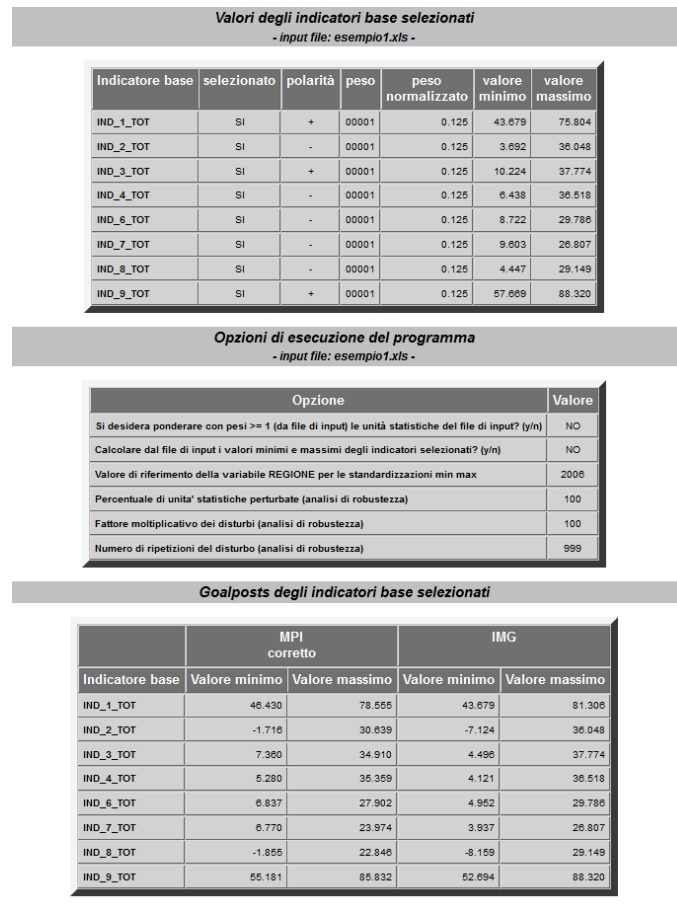 Valori degli indicatori base selezionati
- input file: esempio1.xls -
Indicatore base selezionato polarità peso peso normalizzato valore minimo valore massimo
IND_1_TOT SI + 00001 0.125 43.679 75.804
IND_2_TOT SI - 00001 0.125 3.692 36.048
IND_3_TOT SI + 00001 0.125 10.224 37.774
IND_4_TOT SI - 00001 0.125 6.438 36.518
IND_6_TOT SI - 00001 0.125 8.722 29.786
IND_7_TOT SI - 00001 0.125 9.603 26.807
IND_8_TOT SI - 00001 0.125 4.447 29.149
IND_9_TOT SI + 00001 0.125 57.669 88.320
Opzioni di esecuzione del programma
- input file: esempio1.xls -
Opzione Valore
Si desidera ponderare con pesi >= 1 (da file di input) le unità statistiche del file di input? (y/n) NO
Calcolare dal file di input i valori minimi e massimi degli indicatori selezionati? (y/n) NO
Valore di riferimento della variabile REGIONE per le standardizzazioni min max 2006
Percentuale di unita' statistiche perturbate (analisi di robustezza) 100
Fattore moltiplicativo dei disturbi (analisi di robustezza) 100
Numero di ripetizioni del disturbo (analisi di robustezza) 999
Goalposts degli indicatori base selezionati
MPI corretto IMG
Indicatore base Valore minimo Valore massimo Valore minimo Valore massimo
IND_1_TOT 46.430 78.555 43.679 81.306
IND_2_TOT -1.716 30.639 -7.124 36.048
IND_3_TOT 7.360 34.910 4.496 37.774
IND_4_TOT 5.280 35.359 4.121 36.518
IND_6_TOT 6.837 27.902 4.952 29.786
IND_7_TOT 6.770 23.974 3.937 26.807
IND_8_TOT -1.855 22.846 -8.159 29.149
IND_9_TOT 55.181 85.832 52.694 88.320